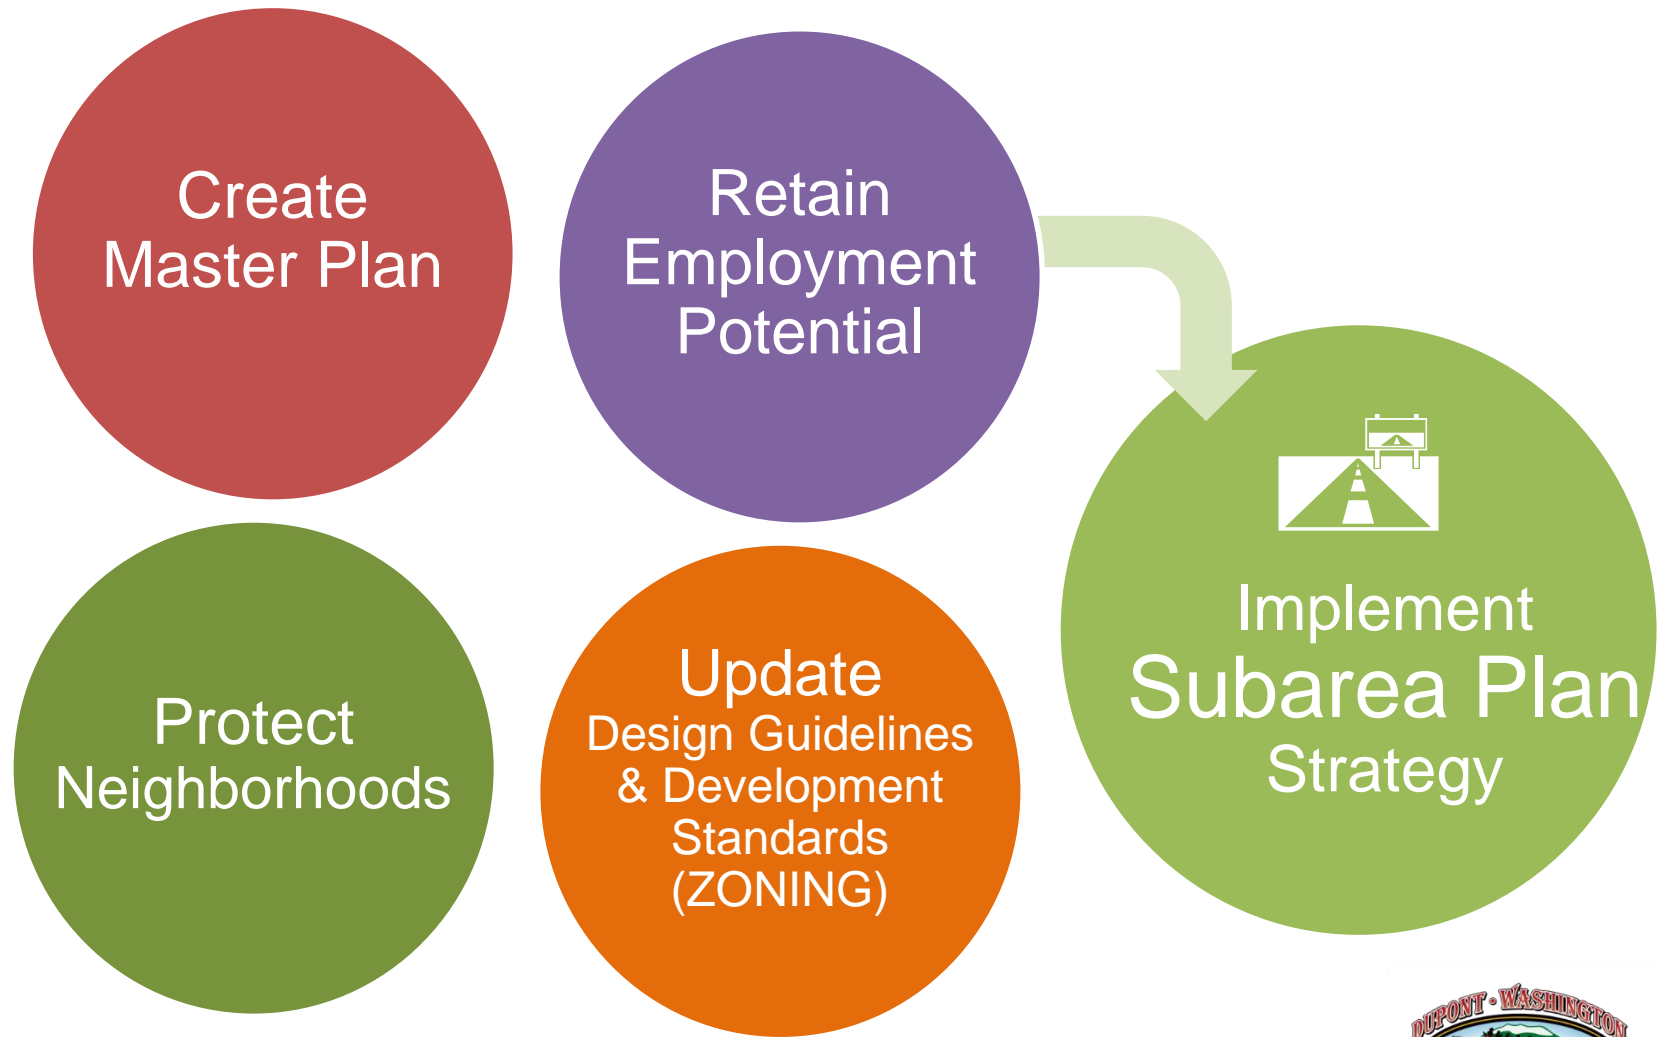 Create
Master Plan
Retain
Employment
Potential
Protect
Neighborhoods
Update
Design Guidelines
& Development
Standards
(ZONING)
Implement
Subarea Plan
Strategy
DUPONT • WASHINGTON